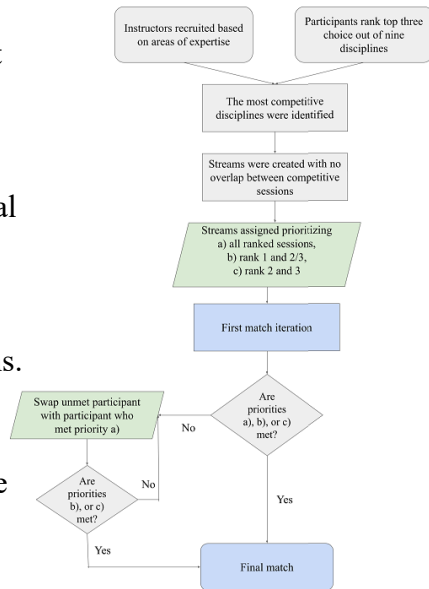 Instructors recruited based
on areas of expertise
Participants rank top three
choice out of nine
disciplines
The most competitive
disciplines were identified
Streams were created with no
overlap between competitive
sessions
al
Streams assigned prioritizing
a) all ranked sessions,
b) rank 1 and 2/3,
c) rank 2 and 3
First match iteration
s.
Are
priorities
a), b), or c)
met?
No
Swap unmet participant
with participant who
met priority a)
Are
priorities
b), or c)
met?
No
e
Yes
Yes
Final match